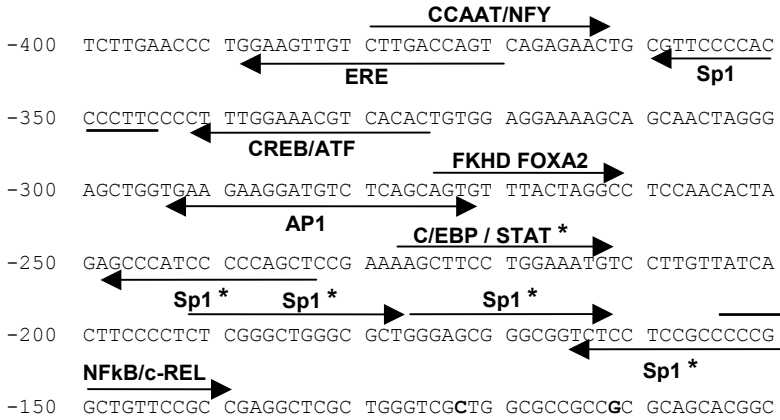 CCAAT/NFY
-400 TCTTGAACCC TGGAAGTTGT CTTGACCAGT CAGAGAACTG CGTTCCCCAC
ERE Sp1
-350 CCCTTCCCCT TTGGAAACGT CACACTGTGG AGGAAAAGCA GCAACTAGGG
CREB/ATF FKHD FOXA2
-300 AGCTGGTGAA GAAGGATGTC TCAGCAGTGT TTACTAGGCC TCCAACACTA
AP1 C/EBP / STAT *
-250 GAGCCCATCC CCCAGCTCCG AAAAGCTTCC TGGAAATGTC CTTGTTATCA
Sp1 * Sp1 * Sp1 *
-200 CTTCCCCTCT CGGGCTGGGC GCTGGGAGCG GGCGGTCTCC TCCGCCCCCG
NFkB/c-REL Sp1 *
-150 GCTGTTCCGC CGAGGCTCGC TGGGTCGCTG GCGCCGCCGC GCAGCACGGC